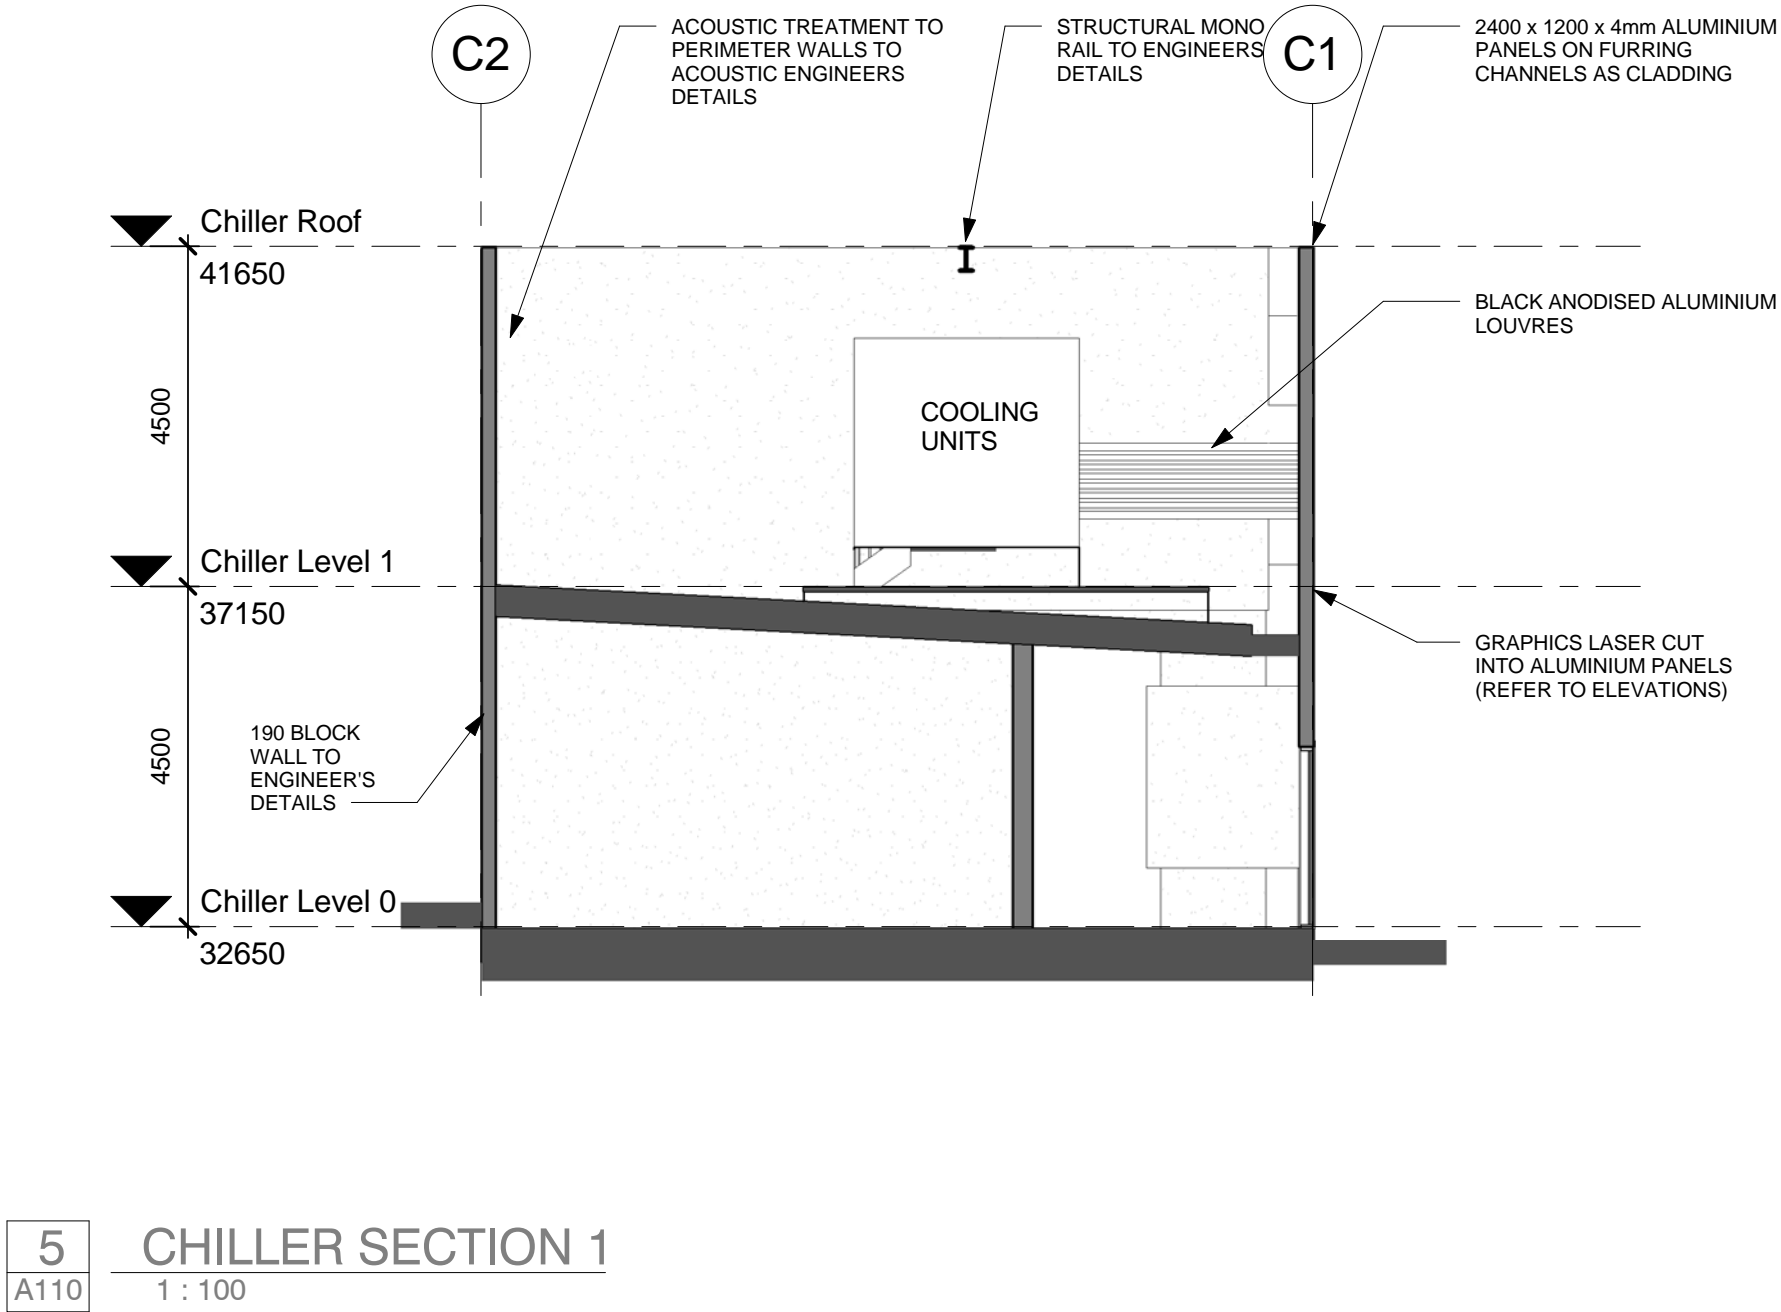 C2
ACOUSTIC TREATMENT TO
PERIMETER WALLS TO
ACOUSTIC ENGINEERS
DETAILS
STRUCTURAL MONO
RAIL TO ENGINEERS
DETAILS
C1
2400 x 1200 x 4mm ALUMINIUM
PANELS ON FURRING
CHANNELS AS CLADDING
Chiller Roof
41650
BLACK ANODISED ALUMINIUM
LOUVRES
4500
COOLING
UNITS
Chiller Level 1
37150
GRAPHICS LASER CUT
INTO ALUMINIUM PANELS
(REFER TO ELEVATIONS)
4500
190 BLOCK
WALL TO
ENGINEER'S
DETAILS
Chiller Level 0
32650
5
A110
CHILLER SECTION 1
1 : 100